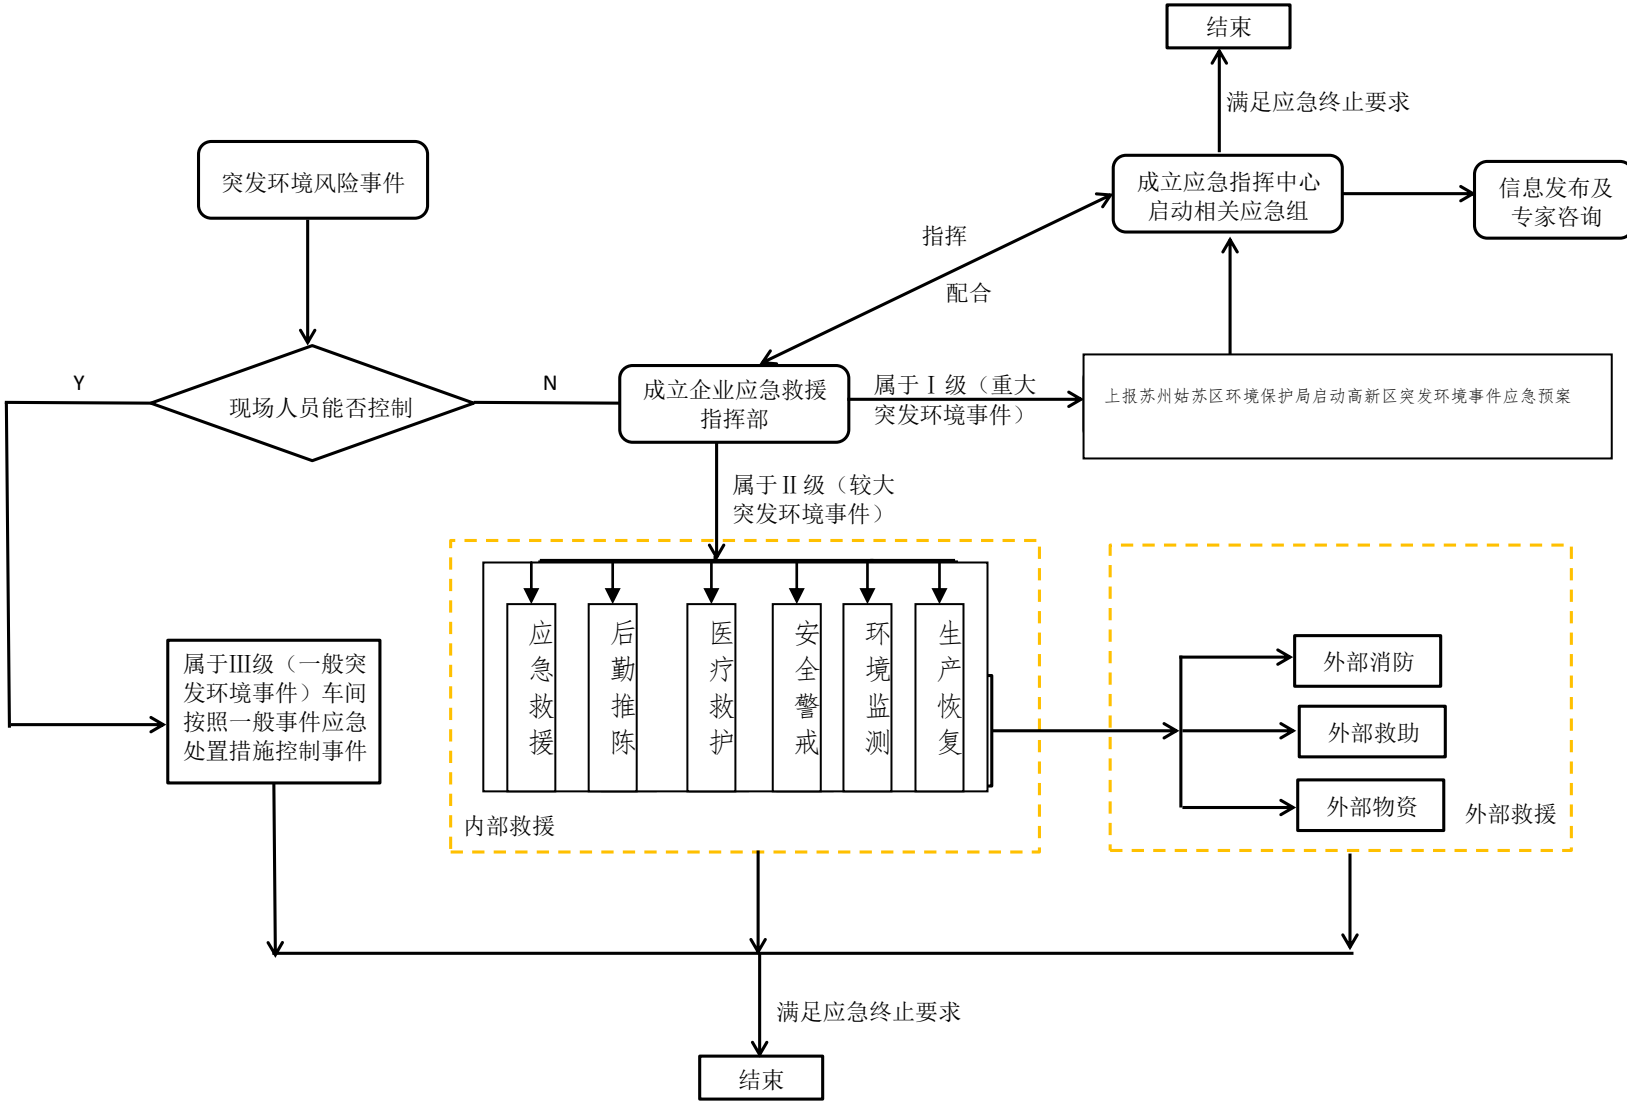 结束
满足应急终止要求
突发环境风险事件
成立应急指挥中心
启动相关应急组
信息发布及
专家咨询
指挥
配合
Y
现场人员能否控制
N
成立企业应急救援
指挥部
属于Ⅰ级（重大
突发环境事件）
上报苏州姑苏区环境保护局启动高新区突发环境事件应急预案
属于Ⅱ级（较大
突发环境事件）
应急救援
后勤推陈
医疗救护
安全警戒
环境监测
生产恢复
内部救援
属于Ⅲ级（一般突
发环境事件）车间
按照一般事件应急
处置措施控制事件
外部消防
外部救助
外部物资
外部救援
满足应急终止要求
结束